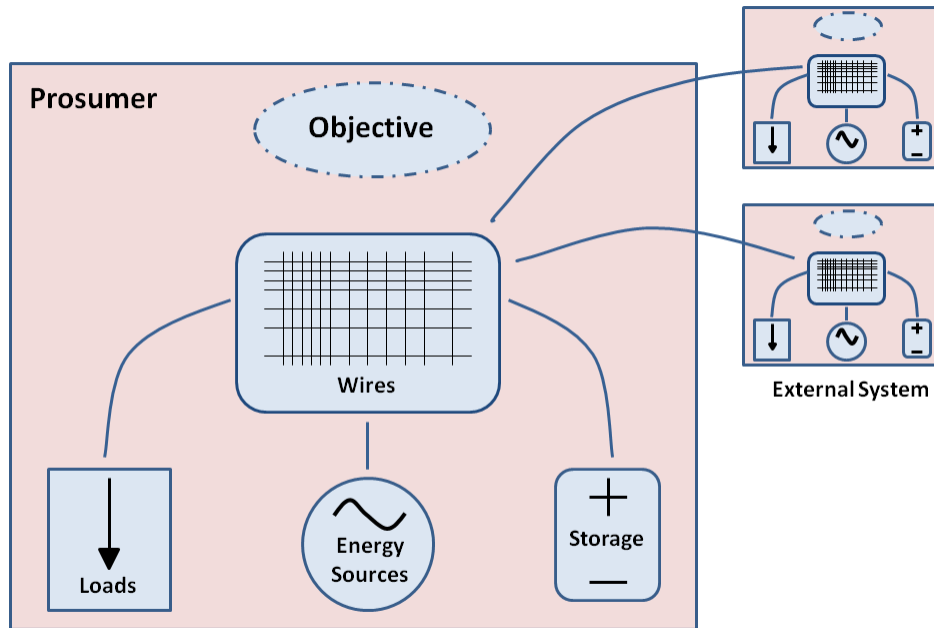 Prosumer
Objective
Wires
Loads
Energy
Sources
Storage
External System